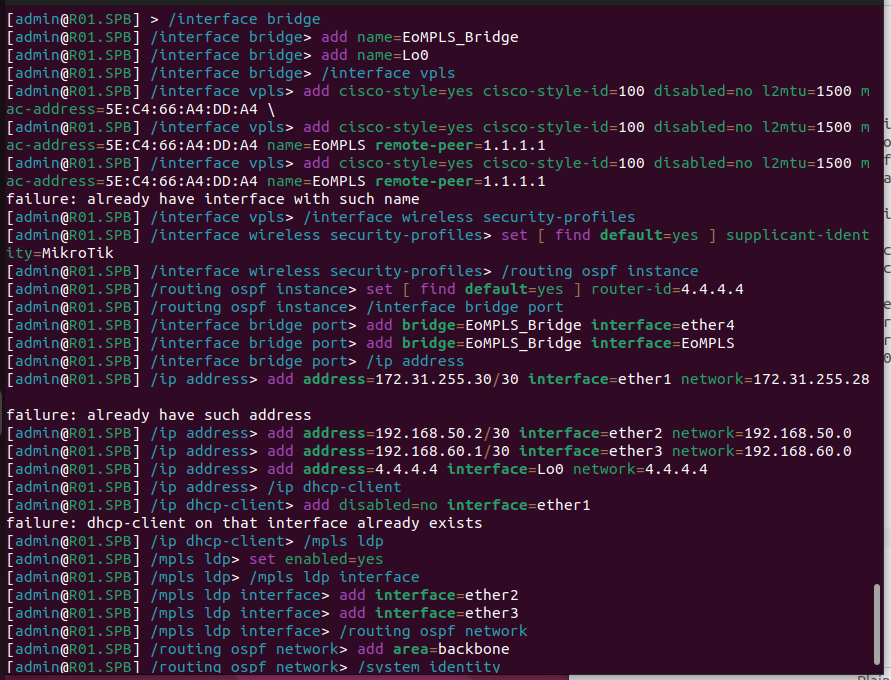 [admin@R01.SPB] > /interface bridge
[admin@R01.SPB] /interface bridge> add name=EoMPLS_Bridge
[admin@R01.SPB] /interface bridge> add name=Lo0
[admin@R01.SPB] /interface bridge> /interface vpls
[admin@R01.SPB] /interface vpls> add cisco-style=yes cisco-style-id=100 disabled=no l2mtu=1500 m
ac-address=5E:C4:66:A4:DD:A4 \
[admin@R01.SPB] /interface vpls> add cisco-style=yes cisco-style-id=100 disabled=no l2mtu=1500 m
ac-address=5E:C4:66:A4:DD:A4 name=EoMPLS remote-peer=1.1.1.1
[admin@R01.SPB] /interface vpls> add cisco-style=yes cisco-style-id=100 disabled=no l2mtu=1500 m
ac-address=5E:C4:66:A4:DD:A4 name=EoMPLS remote-peer=1.1.1.1
failure: already have interface with such name
[admin@R01.SPB] /interface vpls> /interface wireless security-profiles
[admin@R01.SPB] /interface wireless security-profiles> set [ find default=yes ] supplicant-ident
ity=MikroTik
[admin@R01.SPB] /interface wireless security-profiles> /routing ospf instance
[admin@R01.SPB] /routing ospf instance> set [ find default=yes ] router-id=4.4.4.4
[admin@R01.SPB] /routing ospf instance> /interface bridge port
[admin@R01.SPB] /interface bridge port> add bridge=EoMPLS_Bridge interface=ether4
[admin@R01.SPB] /interface bridge port> add bridge=EoMPLS_Bridge interface=EoMPLS
[admin@R01.SPB] /interface bridge port> /ip address
[admin@R01.SPB] /ip address> add address=172.31.255.30/30 interface=ether1 network=172.31.255.28
failure: already have such address
[admin@R01.SPB] /ip address> add address=192.168.50.2/30 interface=ether2 network=192.168.50.0
[admin@R01.SPB] /ip address> add address=192.168.60.1/30 interface=ether3 network=192.168.60.0
[admin@R01.SPB] /ip address> add address=4.4.4.4 interface=Lo0 network=4.4.4.4
[admin@R01.SPB] /ip address> /ip dhcp-client
[admin@R01.SPB] /ip dhcp-client> add disabled=no interface=ether1
failure: dhcp-client on that interface already exists
[admin@R01.SPB] /ip dhcp-client> /mpls ldp
[admin@R01.SPB] /mpls ldp> set enabled=yes
[admin@R01.SPB] /mpls ldp> /mpls ldp interface
[admin@R01.SPB] /mpls ldp interface> add interface=ether2
[admin@R01.SPB] /mpls ldp interface> add interface=ether3
[admin@R01.SPB] /mpls ldp interface> /routing ospf network
[admin@R01.SPB] /routing ospf network> add area=backbone
[admin@R01.SPB] /routing ospf network> /system identity